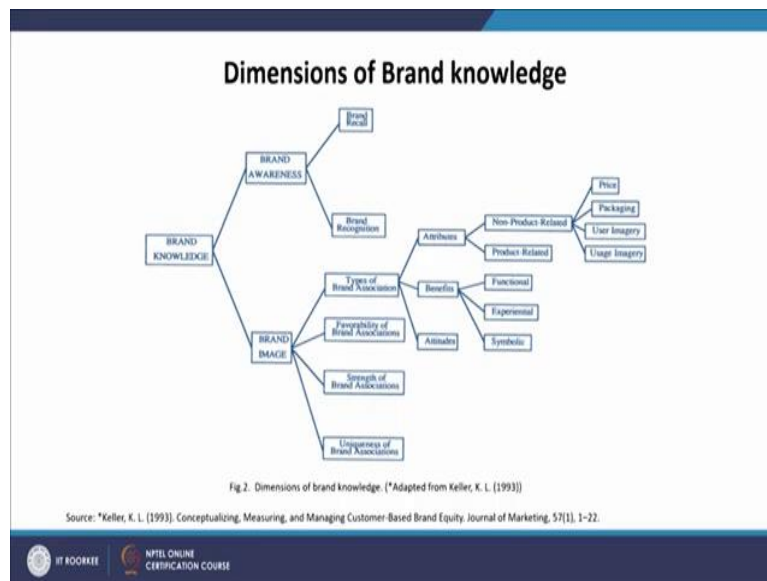 Dimensions of Brand knowledge
BRAND
KNOWLEDGE
BRAND
AWARENESS
Brand
Recall
Brand
Recognition
BRAND
IMAGE
Types of
Brand Association
Favorability of
Brand Associations
Strength of
Brand Associations
Uniqueness of
Brand Associations
Attributes
Benefits
Attitudes
Non-Product-Related
Product-Related
Functional
Experiential
Symbolic
Price
Packaging
User Imagery
Usage Imagery
Fig.2. Dimensions of brand knowledge. (*Adapted from Keller, K. L. (1993))
Source: *Keller, K. L. (1993). Conceptualizing, Measuring, and Managing Customer-Based Brand Equity. Journal of Marketing, 57(1), 1–22.
IIT ROORKEE
NPTEL ONLINE
CERTIFICATION COURSE